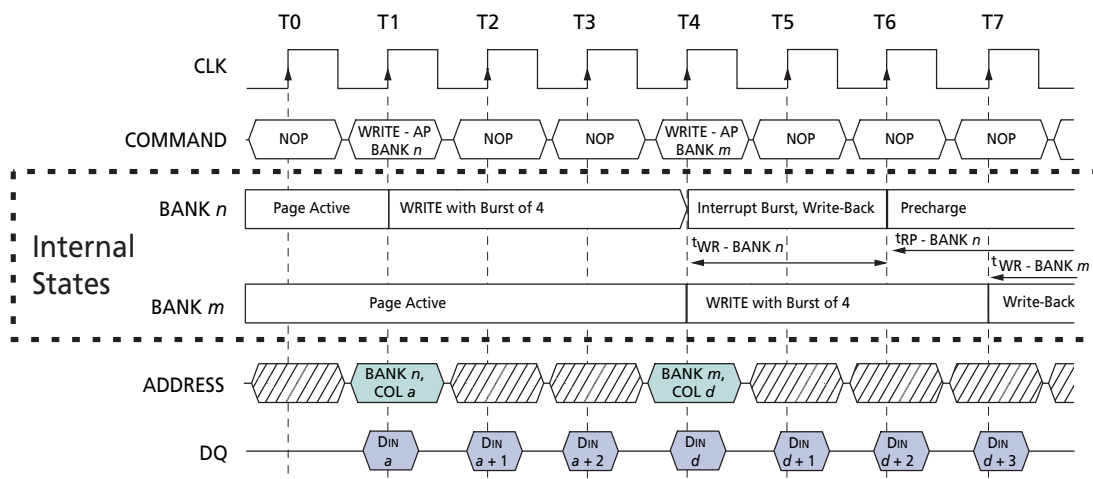 T0 T1 T2 T3 T4 T5 T6 T7
CLK
COMMAND NOP WRITE - AP BANK n NOP NOP WRITE - AP BANK m NOP NOP NOP
Internal States
BANK n Page Active WRITE with Burst of 4 Interrupt Burst, Write-Back Precharge
tWR - BANK n tRP - BANK n
t WR - BANK m
BANK m Page Active WRITE with Burst of 4 Write-Back
ADDRESS BANK n, COL a BANK m, COL d
DQ DIN a DIN a + 1 DIN a + 2 DIN d DIN d + 1 DIN d + 2 DIN d + 3